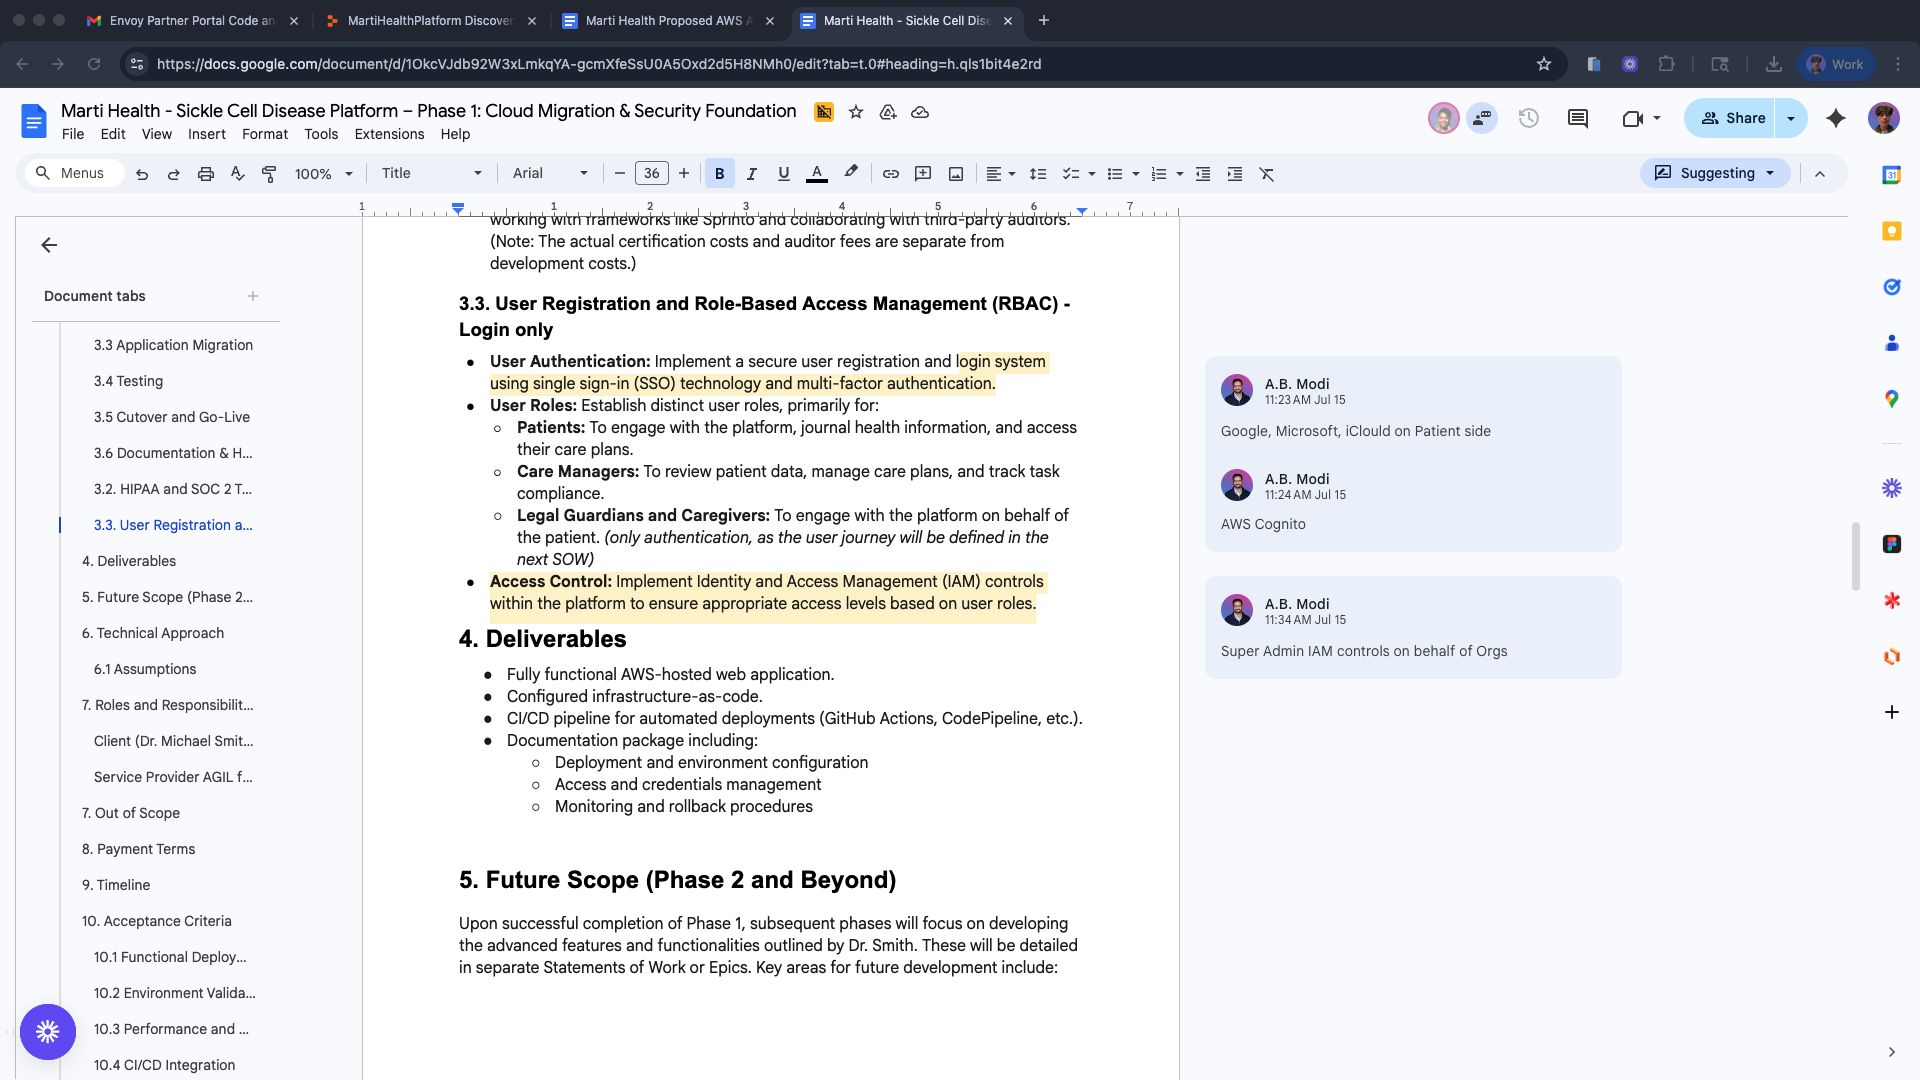 Envoy Partner Portal Code an
MartiHealthPlatform Discover
Marti Health Proposed AWS A
Marti Health - Sickle Cell Dise
https://docs.google.com/document/d/1OkcVJdb92W3xLmkqYA-gcmXfeSsU0A5Oxd2d5H8NMh0/edit?tab=t.0#heading=h.qls1bit4e2rd
Work
Marti Health - Sickle Cell Disease Platform – Phase 1: Cloud Migration & Security Foundation
File Edit View Insert Format Tools Extensions Help
Share
Menus
100%
Title
Arial
36
B
I
U
A
Suggesting
31
1 1 2 3 4 5 6 7
Document tabs
3.3 Application Migration
3.4 Testing
3.5 Cutover and Go-Live
3.6 Documentation & H...
3.2. HIPAA and SOC 2 T...
3.3. User Registration a...
4. Deliverables
5. Future Scope (Phase 2...
6. Technical Approach
6.1 Assumptions
7. Roles and Responsibilit...
Client (Dr. Michael Smit...
Service Provider AGIL f...
7. Out of Scope
8. Payment Terms
9. Timeline
10. Acceptance Criteria
10.1 Functional Deploy...
10.2 Environment Valida...
10.3 Performance and ...
10.4 CI/CD Integration
working with frameworks like Sprinto and collaborating with third-party auditors.
(Note: The actual certification costs and auditor fees are separate from
development costs.)
3.3. User Registration and Role-Based Access Management (RBAC) -
Login only
● User Authentication: Implement a secure user registration and login system
using single sign-in (SSO) technology and multi-factor authentication.
● User Roles: Establish distinct user roles, primarily for:
○ Patients: To engage with the platform, journal health information, and access
their care plans.
○ Care Managers: To review patient data, manage care plans, and track task
compliance.
○ Legal Guardians and Caregivers: To engage with the platform on behalf of
the patient. (only authentication, as the user journey will be defined in the
next SOW)
● Access Control: Implement Identity and Access Management (IAM) controls
within the platform to ensure appropriate access levels based on user roles.
4. Deliverables
● Fully functional AWS-hosted web application.
● Configured infrastructure-as-code.
● CI/CD pipeline for automated deployments (GitHub Actions, CodePipeline, etc.).
● Documentation package including:
○ Deployment and environment configuration
○ Access and credentials management
○ Monitoring and rollback procedures
5. Future Scope (Phase 2 and Beyond)
Upon successful completion of Phase 1, subsequent phases will focus on developing
the advanced features and functionalities outlined by Dr. Smith. These will be detailed
in separate Statements of Work or Epics. Key areas for future development include:
A.B. Modi
11:23 AM Jul 15
Google, Microsoft, iClould on Patient side
A.B. Modi
11:24 AM Jul 15
AWS Cognito
A.B. Modi
11:34 AM Jul 15
Super Admin IAM controls on behalf of Orgs